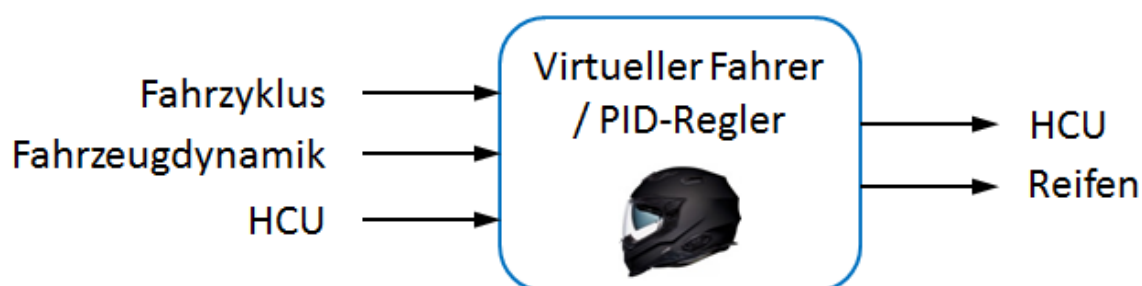 Fahrzyklus
Fahrzeugdynamik
HCU
Virtueller Fahrer
/ PID-Regler
HCU
Reifen